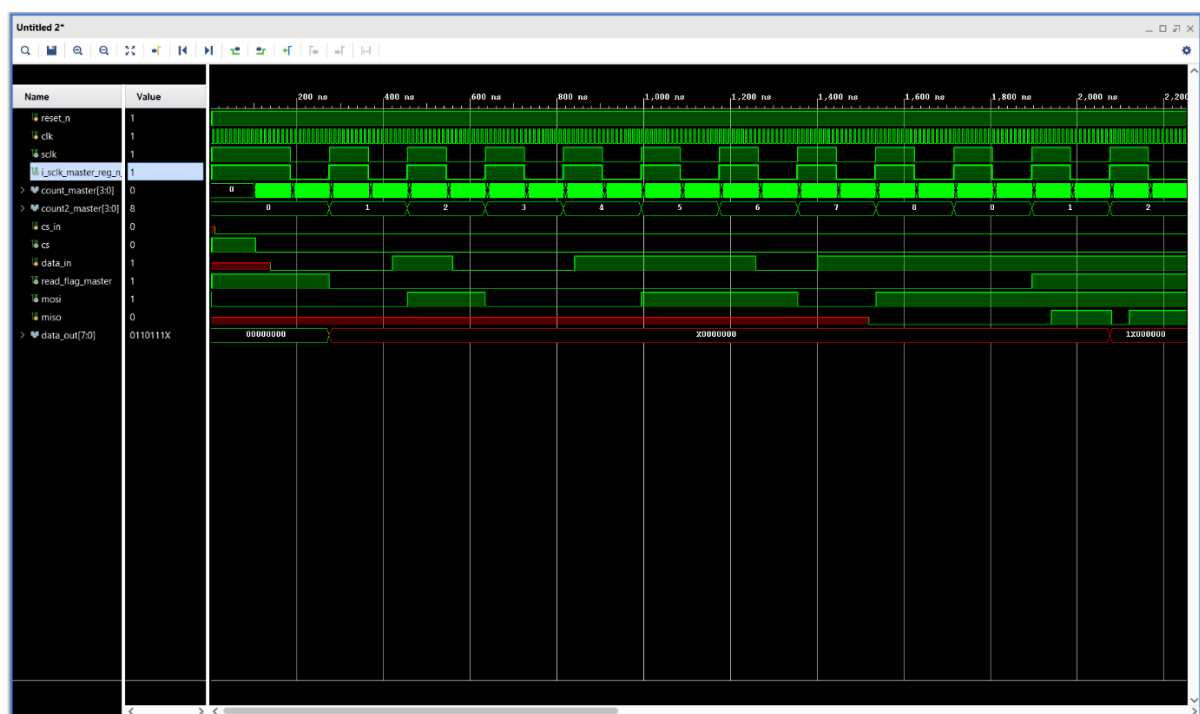 Untitled 2*
Name Value
200 ns 400 ns 600 ns 800 ns 1,000 ns 1,200 ns 1,400 ns 1,600 ns 1,800 ns 2,000 ns 2,200
reset_n 1
clk 1
sclk 1
i_sclk_master_reg_n 1
count_master[3:0] 0 0
count2_master[3:0] 8 0 1 2 3 4 5 6 7 8 0 1 2
cs_in 0
cs 0
data_in 1
read_flag_master 1
mosi 1
miso 0
data_out[7:0] 0110111X 00000000 X0000000 1X000000